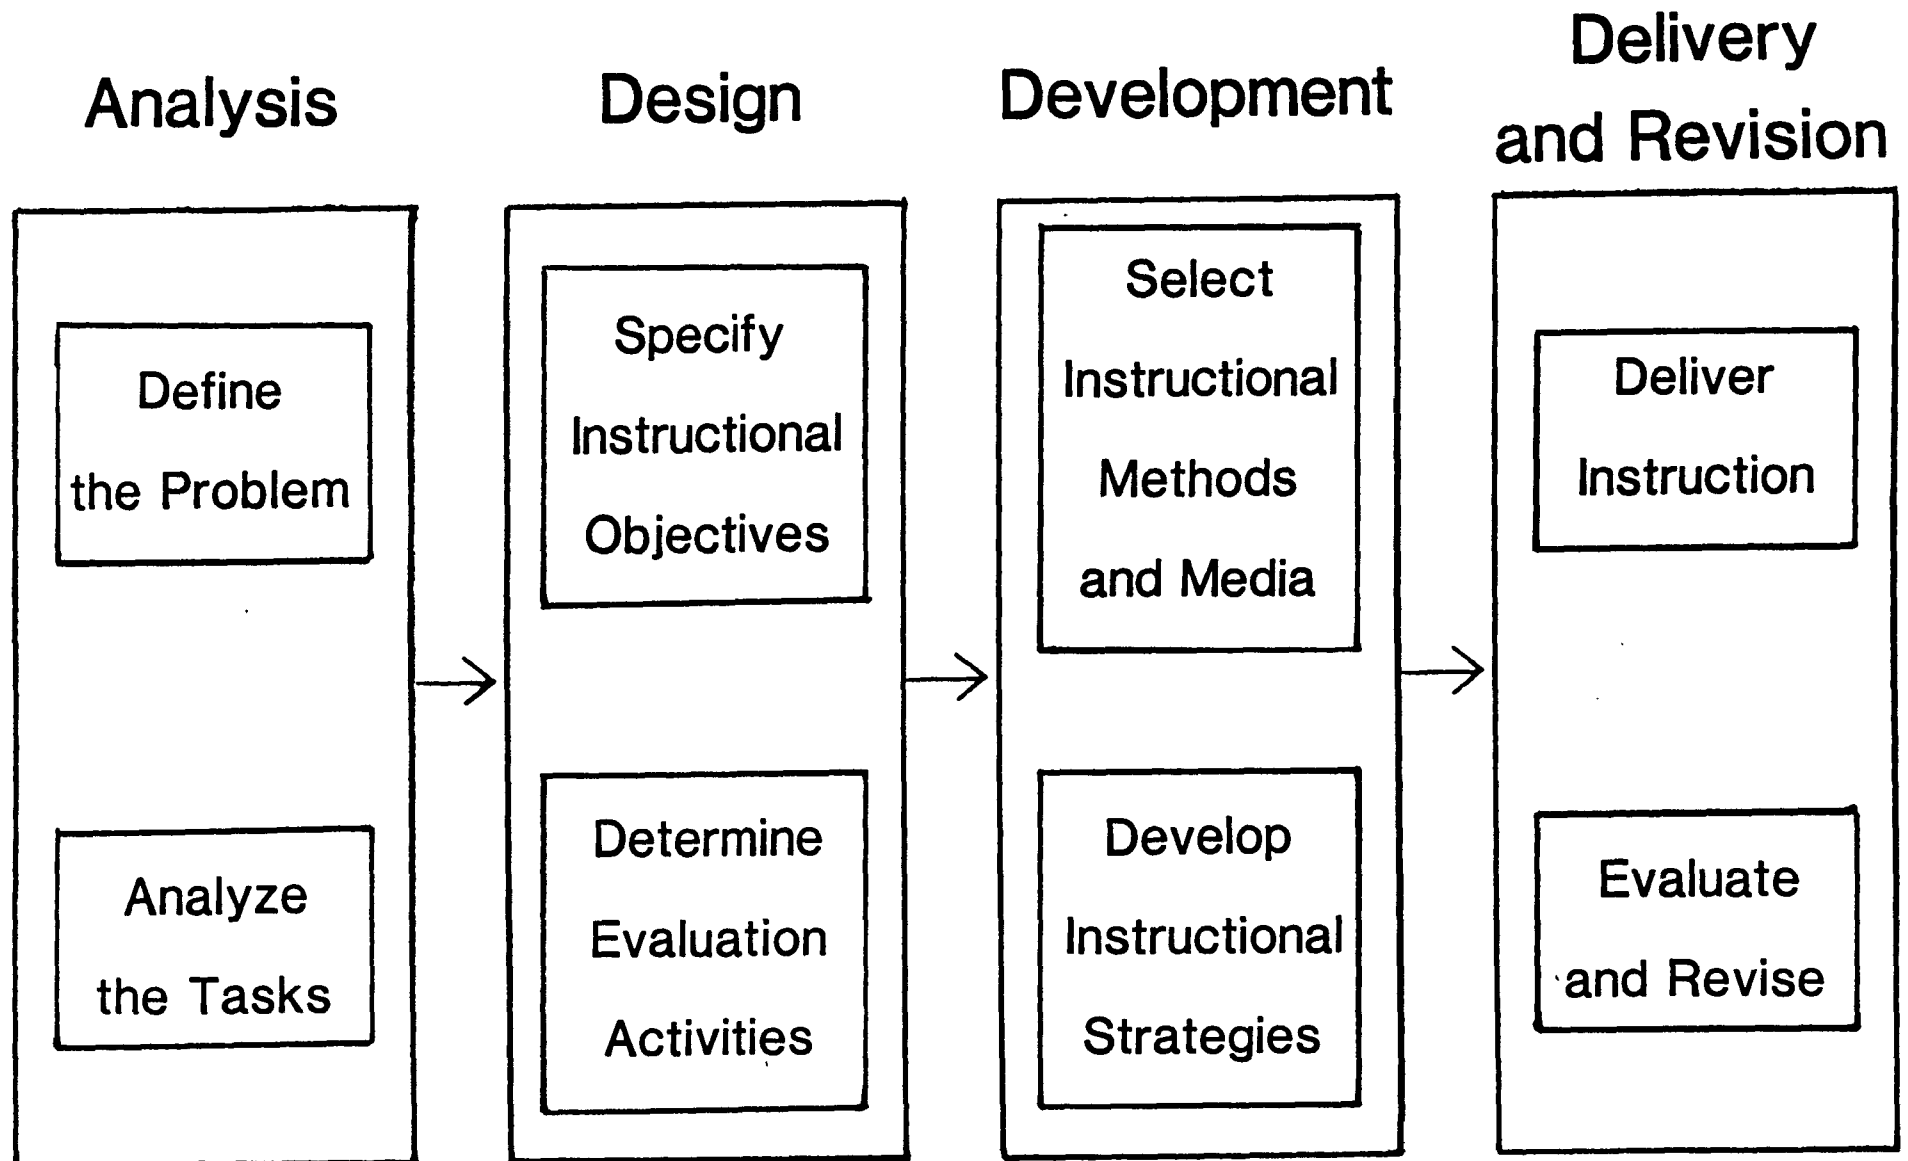 Analysis
Define
the Problem
Analyze
the Tasks
Design
Specify
Instructional
Objectives
Determine
Evaluation
Activities
Development
Select
Instructional
Methods
and Media
Develop
Instructional
Strategies
Delivery
and Revision
Deliver
Instruction
Evaluate
and Revise